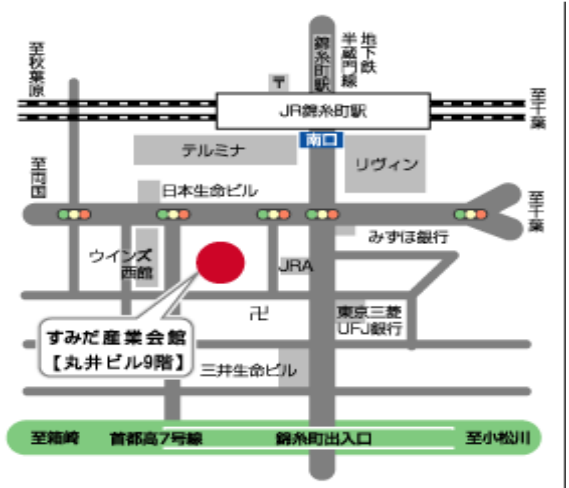 至秋葉原
錦糸町駅
半蔵門線
地下鉄
〒
JR錦糸町駅
至千葉
南口
テルミナ
リヴィン
至両国
日本生命ビル
至千葉
みずほ銀行
ウインズ
西館
JRA
卍
東京三菱
UFJ銀行
すみだ産業会館
【丸井ビル9階】
三井生命ビル
至箱崎
首都高7号線
錦糸町出入口
至小松川